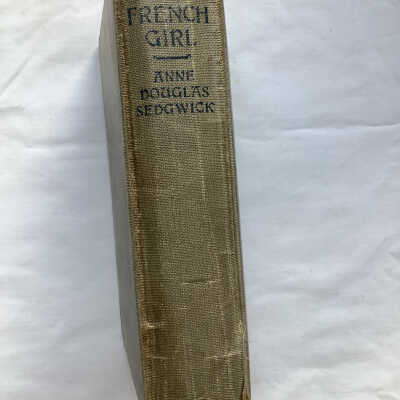 FRENCH
GIRL
ANNE
DOUGLAS
SEDGWICK